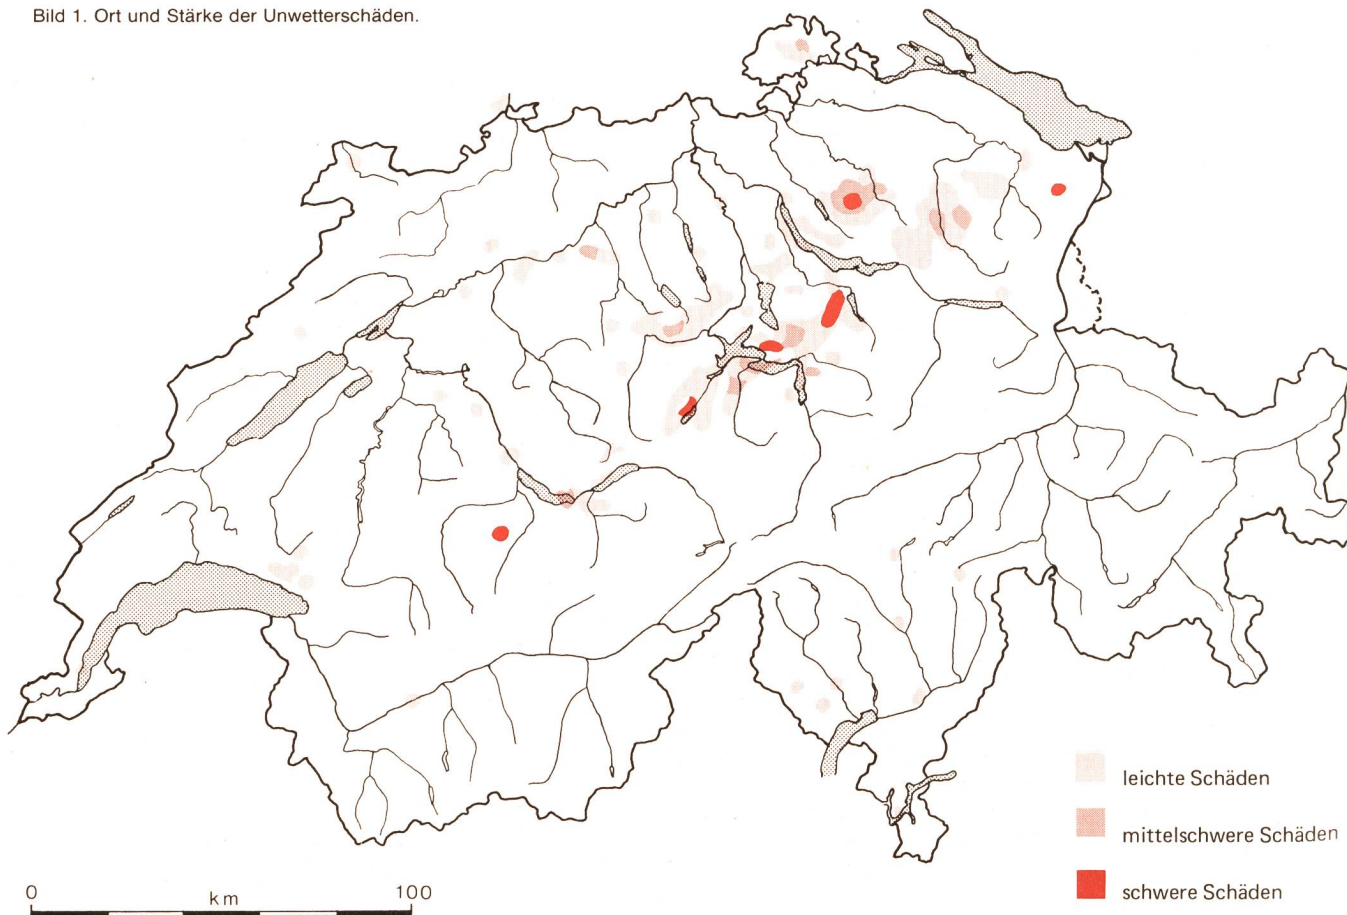 Bild 1. Ort und Stärke der Unwetterschäden.
leichte Schäden
mittelschwere Schäden
schwere Schäden
0 km 100